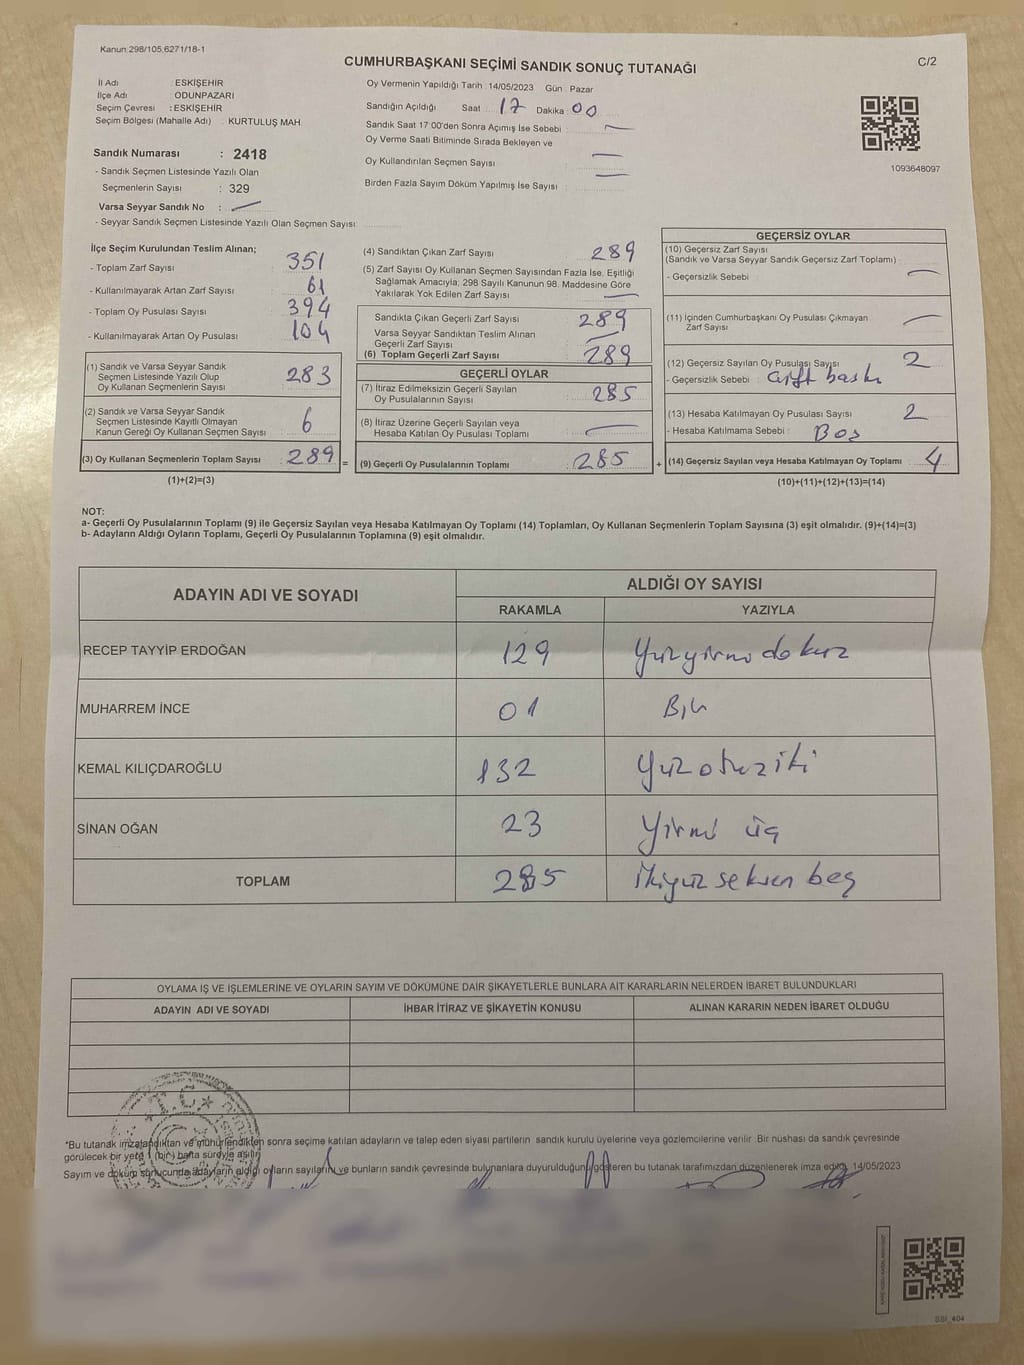 Kanun:298/105,6271/18-1
CUMHURBAŞKANI SEÇİMİ SANDIK SONUÇ TUTANAĞI
C/2
İl Adı : ESKİŞEHİR
İlçe Adı : ODUNPAZARI
Seçim Çevresi : ESKİŞEHİR
Seçim Bölgesi (Mahalle Adı) : KURTULUŞ MAH.
Sandık Numarası : 2418
- Sandık Seçmen Listesinde Yazılı Olan
Seçmenlerin Sayısı : 329
Varsa Seyyar Sandık No :
- Seyyar Sandık Seçmen Listesinde Yazılı Olan Seçmen Sayısı:
Oy Vermenin Yapıldığı Tarih : 14/05/2023 Gün : Pazar
Sandığın Açıldığı Saat : 17 Dakika : 00
Sandık Saat 17:00'den Sonra Açımış İse Sebebi :
Oy Verme Saati Bitiminde Sırada Bekleyen ve
Oy Kullandırılan Seçmen Sayısı :
Birden Fazla Sayım Döküm Yapılmış İse Sayısı :
1093648097
İlçe Seçim Kurulundan Teslim Alınan;
- Toplam Zarf Sayısı : 351
- Kullanılmayarak Artan Zarf Sayısı : 61
- Toplam Oy Pusulası Sayısı : 394
- Kullanılmayarak Artan Oy Pusulası : 104
(1) Sandık ve Varsa Seyyar Sandık
Seçmen Listesinde Yazılı Olup
Oy Kullanan Seçmenlerin Sayısı : 283
(2) Sandık ve Varsa Seyyar Sandık
Seçmen Listesinde Kayıtlı Olmayan
Kanun Gereği Oy Kullanan Seçmen Sayısı : 6
(3) Oy Kullanan Seçmenlerin Toplam Sayısı : 289 =
(1)+(2)=(3)
(4) Sandıktan Çıkan Zarf Sayısı : 289
(5) Zarf Sayısı Oy Kullanan Seçmen Sayısından Fazla İse, Eşitliği
Sağlamak Amacıyla; 298 Sayılı Kanunun 98. Maddesine Göre
Yakılarak Yok Edilen Zarf Sayısı :
Sandıkta Çıkan Geçerli Zarf Sayısı : 289
Varsa Seyyar Sandıktan Teslim Alınan
Geçerli Zarf Sayısı :
(6) Toplam Geçerli Zarf Sayısı : 289
GEÇERLİ OYLAR
(7) İtiraz Edilmeksizin Geçerli Sayılan
Oy Pusulalarının Sayısı : 285
(8) İtiraz Üzerine Geçerli Sayılan veya
Hesaba Katılan Oy Pusulası Toplamı :
(9) Geçerli Oy Pusulalarının Toplamı : 285 +
GEÇERSİZ OYLAR
(10) Geçersiz Zarf Sayısı
(Sandık ve Varsa Seyyar Sandık Geçersiz Zarf Toplamı) :
- Geçersizlik Sebebi :
(11) İçinden Cumhurbaşkanı Oy Pusulası Çıkmayan
Zarf Sayısı :
(12) Geçersiz Sayılan Oy Pusulası Sayısı : 2
- Geçersizlik Sebebi : Çift baskı
(13) Hesaba Katılmayan Oy Pusulası Sayısı : 2
- Hesaba Katılmama Sebebi : Boş
(14) Geçersiz Sayılan veya Hesaba Katılmayan Oy Toplamı : 4
(10)+(11)+(12)+(13)=(14)
NOT:
a- Geçerli Oy Pusulalarının Toplamı (9) ile Geçersiz Sayılan veya Hesaba Katılmayan Oy Toplamı (14) Toplamları, Oy Kullanan Seçmenlerin Toplam Sayısına (3) eşit olmalıdır. (9)+(14)=(3)
b- Adayların Aldığı Oyların Toplamı, Geçerli Oy Pusulalarının Toplamına (9) eşit olmalıdır.
ADAYIN ADI VE SOYADI
ALDIĞI OY SAYISI
RAKAMLA YAZIYLA
RECEP TAYYİP ERDOĞAN 129 Yüzyirmidokuz
MUHARREM İNCE 01 Bir
KEMAL KILIÇDAROĞLU 132 Yüzotuziki
SİNAN OĞAN 23 Yirmi üç
TOPLAM 285 İkiyüz seksen beş
OYLAMA İŞ VE İŞLEMLERİNE VE OYLARIN SAYIM VE DÖKÜMÜNE DAİR ŞİKAYETLERLE BUNLARA AİT KARARLARIN NELERDEN İBARET BULUNDUKLARI
ADAYIN ADI VE SOYADI İHBAR İTİRAZ VE ŞİKAYETİN KONUSU ALINAN KARARIN NEDEN İBARET OLDUĞU
T.C.
*Bu tutanak imzalandıktan ve mühürlendikten sonra seçime katılan adayların ve talep eden siyasi partilerin sandık kurulu üyelerine veya gözlemcilerine verilir. Bir nüshası da sandık çevresinde
görülecek bir yere 1 (bir) hafta süreyle asılır.
Sayım ve döküm sonucunda adayların aldığı oyların sayılarını ve bunların sandık çevresinde bulunanlara duyurulduğunu gösteren bu tutanak tarafımızdan düzenlenerek imza edildi. 14/05/2023
SSI_404